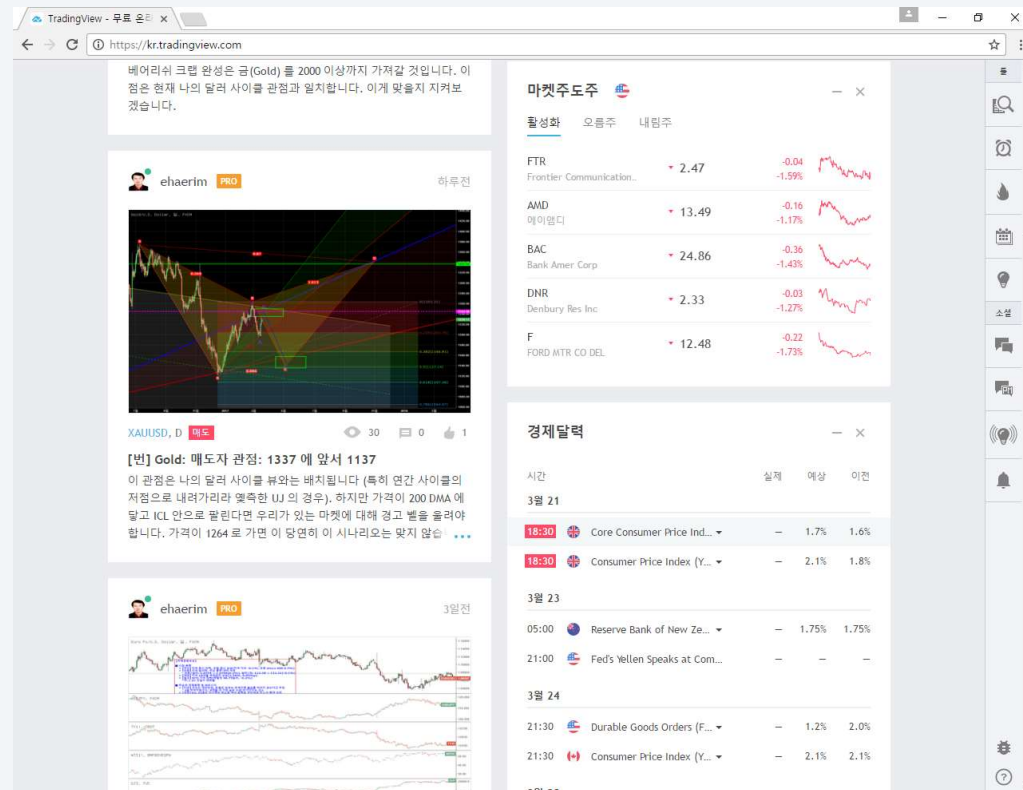 TradingView - 무료 온라
https://kr.tradingview.com
베어리쉬 크랩 완성은 금(Gold) 를 2000 이상까지 가져갈 것입니다. 이
점은 현재 나의 달러 사이클 관점과 일치합니다. 이게 맞을지 지켜보
겠습니다.
ehaerim PRO 하루전
XAUUSD, D 매도 30 0 1
[번] Gold: 매도자 관점: 1337 에 앞서 1137
이 관점은 나의 달러 사이클 뷰와는 배치됩니다 (특히 연간 사이클의
저점으로 내려가리라 옞측한 UJ 의 경우). 하지만 가격이 200 DMA 에
닿고 ICL 안으로 팔린다면 우리가 있는 마켓에 대해 경고 벨을 울려야
합니다. 가격이 1264 로 가면 이 당연히 이 시나리오는 맞지 않습
ehaerim PRO 3일전
마켓주도주
활성화 오름주 내림주
FTR 2.47 -0.04
Frontier Communication.. -1.59%
AMD 13.49 -0.16
에이엠디 -1.17%
BAC 24.86 -0.36
Bank Amer Corp -1.43%
DNR 2.33 -0.03
Denbury Res Inc -1.27%
F 12.48 -0.22
FORD MTR CO DEL -1.73%
경제달력
시간 실제 예상 이전
3월 21
18:30 Core Consumer Price Ind... — 1.7% 1.6%
18:30 Consumer Price Index (Y... — 2.1% 1.8%
3월 23
05:00 Reserve Bank of New Ze... — 1.75% 1.75%
21:00 Fed's Yellen Speaks at Com... — — —
3월 24
21:30 Durable Goods Orders (F... — 1.2% 2.0%
21:30 Consumer Price Index (Y... — 2.1% 2.1%
툴
소셜